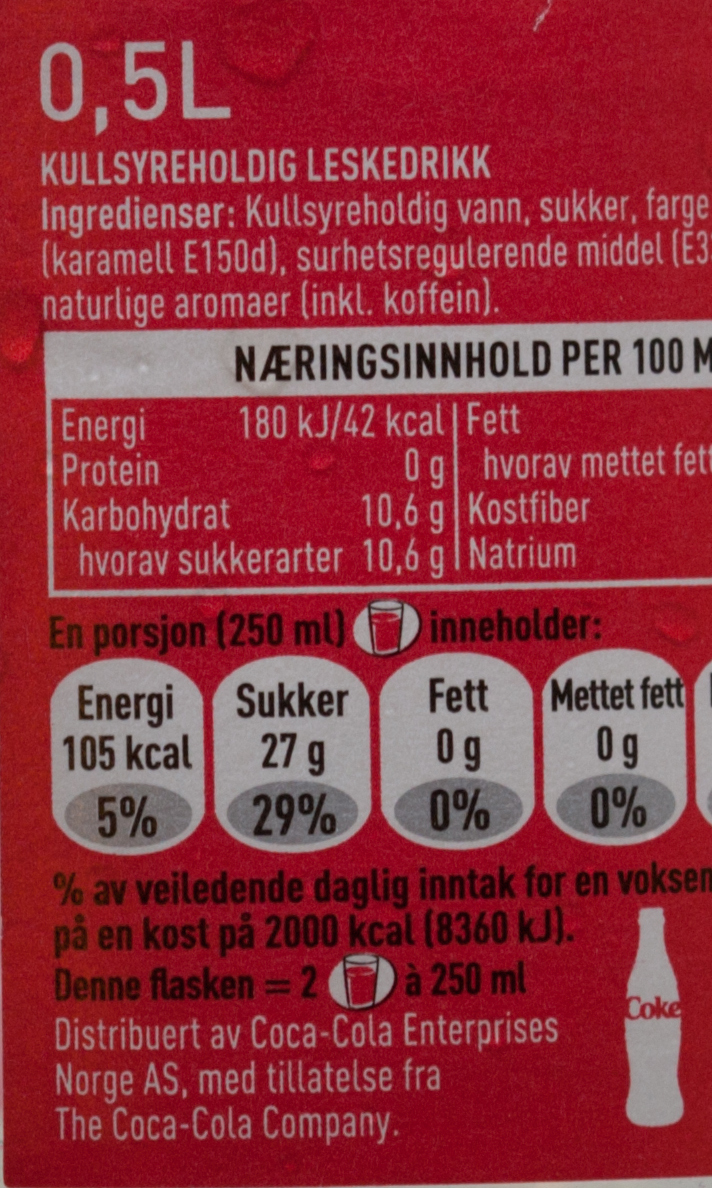 0,5L
KULLSYREHOLDIG LESKEDRIKK
Ingredienser: Kullsyreholdig vann, sukker, farge
(karamell E150d), surhetsregulerende middel (E33
naturlige aromaer (inkl. koffein).
NÆRINGSINNHOLD PER 100 M
Energi 180 kJ/42 kcal Fett
Protein 0 g hvorav mettet fett
Karbohydrat 10,6 g Kostfiber
hvorav sukkerarter 10,6 g Natrium
En porsjon (250 ml) inneholder:
Energi Sukker Fett Mettet fett
105 kcal 27 g 0 g 0 g
5% 29% 0% 0%
% av veiledende daglig inntak for en voksen
på en kost på 2000 kcal (8360 kJ).
Denne flasken = 2 à 250 ml
Coke
Distribuert av Coca-Cola Enterprises
Norge AS, med tillatelse fra
The Coca-Cola Company.